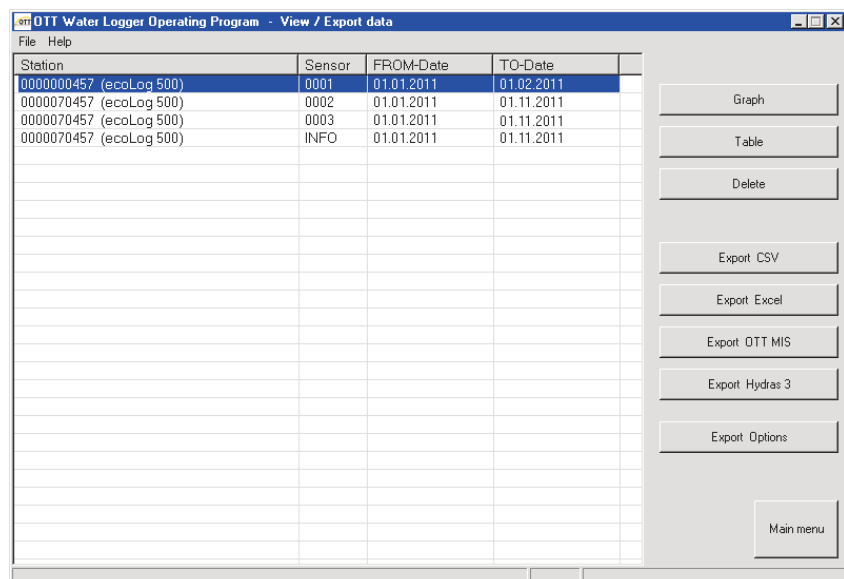 OTT OTT Water Logger Operating Program - View / Export data
File Help
Station Sensor FROM-Date TO-Date
0000000457 (ecoLog 500) 0001 01.01.2011 01.02.2011
0000070457 (ecoLog 500) 0002 01.01.2011 01.11.2011
0000070457 (ecoLog 500) 0003 01.01.2011 01.11.2011
0000070457 (ecoLog 500) INFO 01.01.2011 01.11.2011
Graph
Table
Delete
Export CSV
Export Excel
Export OTT MIS
Export Hydras 3
Export Options
Main menu